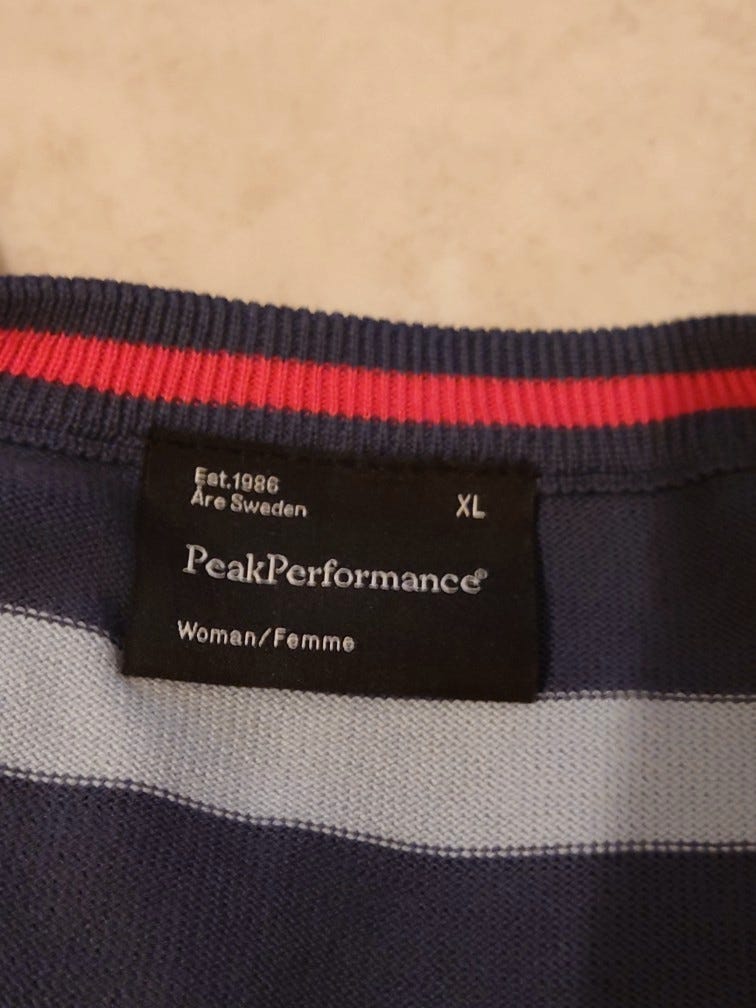 Est.1986
Åre Sweden
XL
PeakPerformance®
Woman/Femme